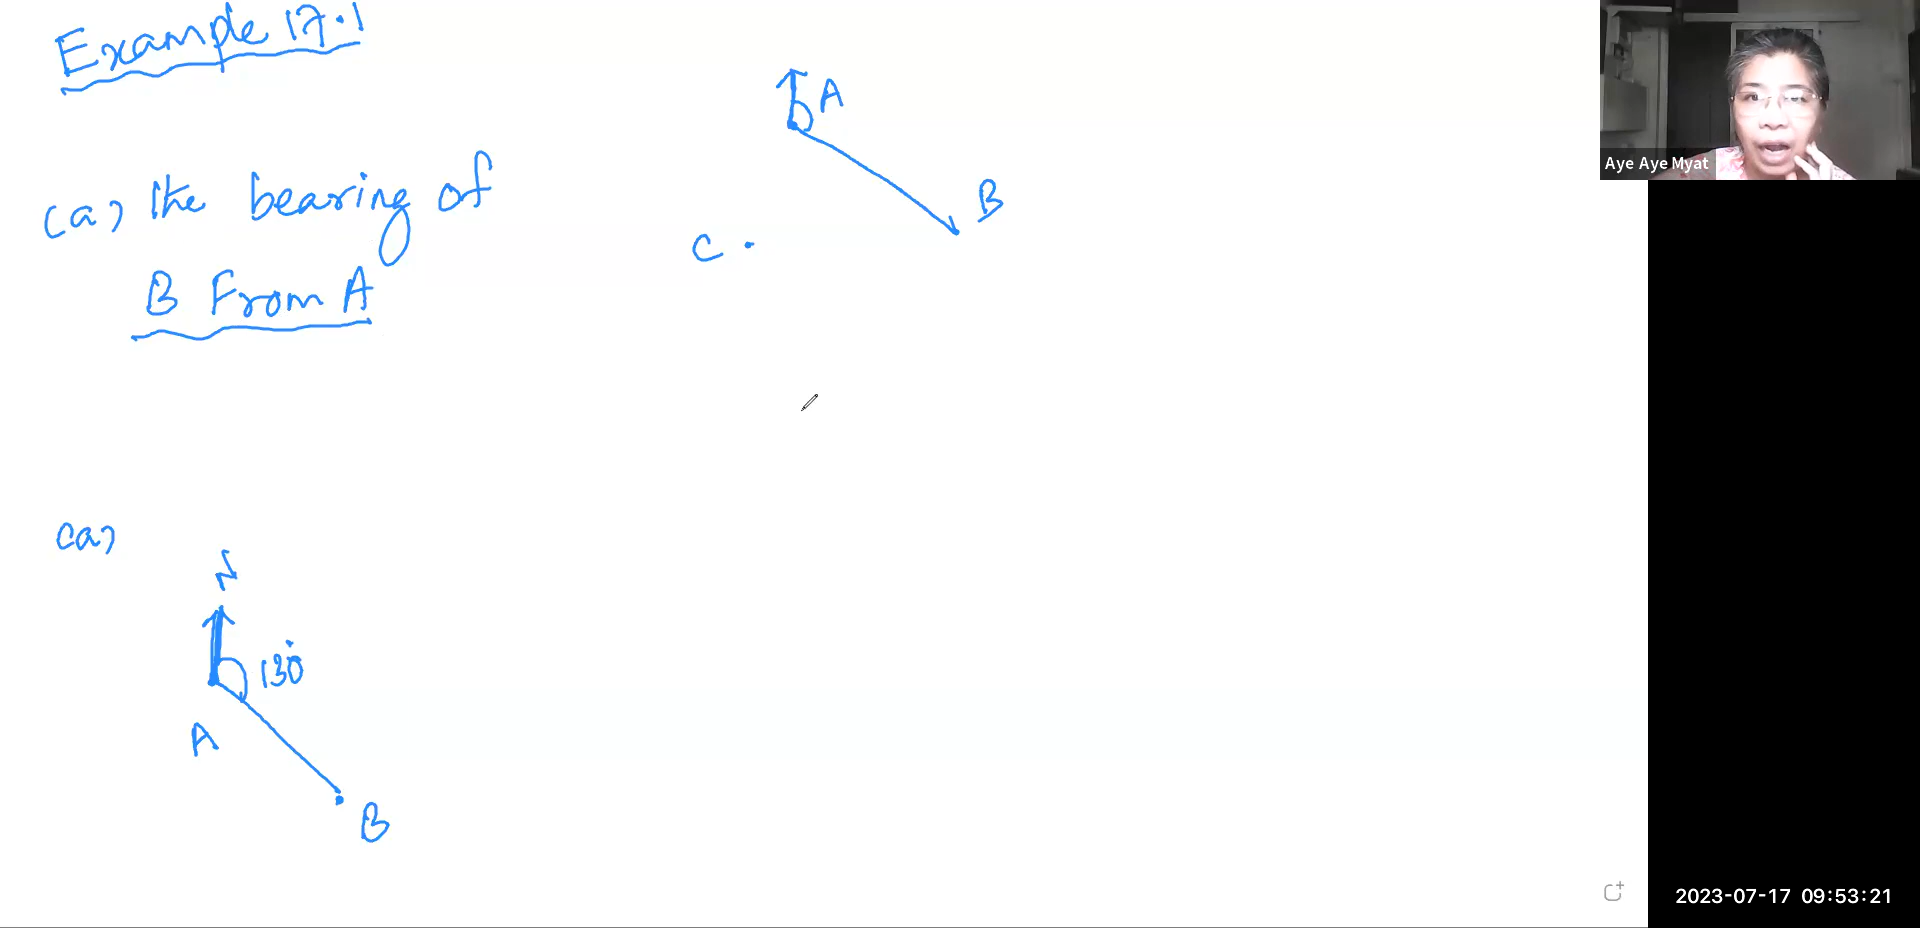 Example 17.1
(a) the bearing of
B From A
A
B
C .
(a)
N
130°
A
B
Aye Aye Myat
2023-07-17 09:53:21